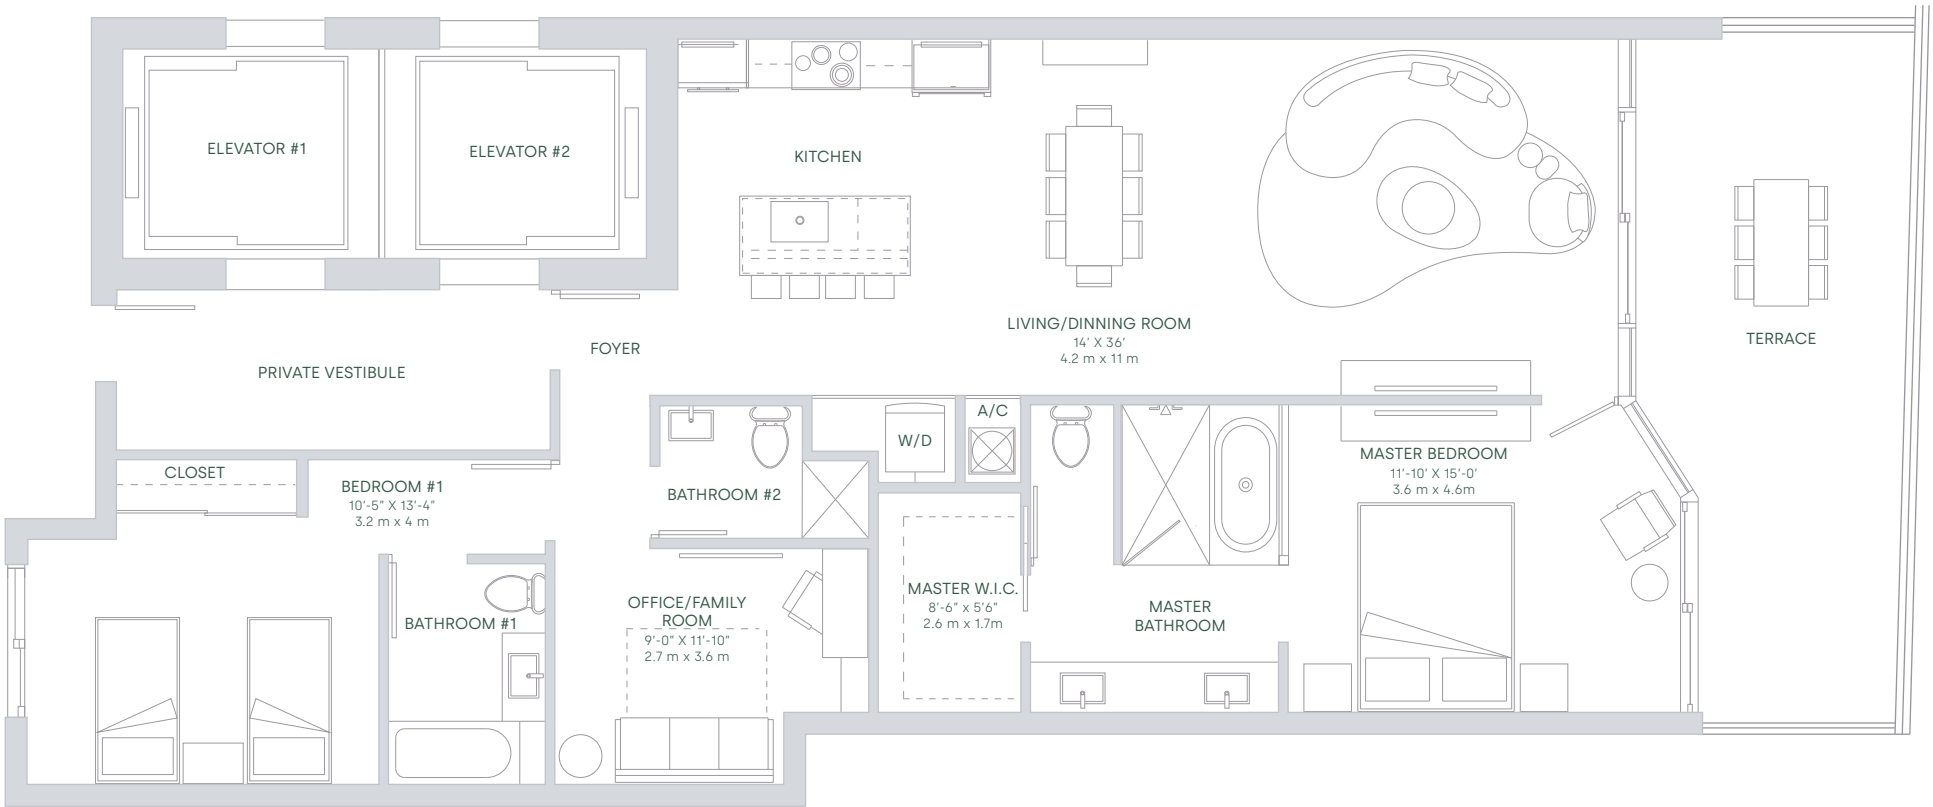 ELEVATOR #1
ELEVATOR #2
KITCHEN
LIVING/DINNING ROOM
14' X 36'
4.2 m x 11 m
TERRACE
FOYER
PRIVATE VESTIBULE
CLOSET
BEDROOM #1
10'-5" X 13'-4"
3.2 m x 4 m
BATHROOM #2
W/D
A/C
MASTER BEDROOM
11'-10' X 15'-0'
3.6 m x 4.6m
BATHROOM #1
OFFICE/FAMILY
ROOM
9'-0" X 11'-10"
2.7 m x 3.6 m
MASTER W.I.C.
8'-6" x 5'6"
2.6 m x 1.7m
MASTER
BATHROOM